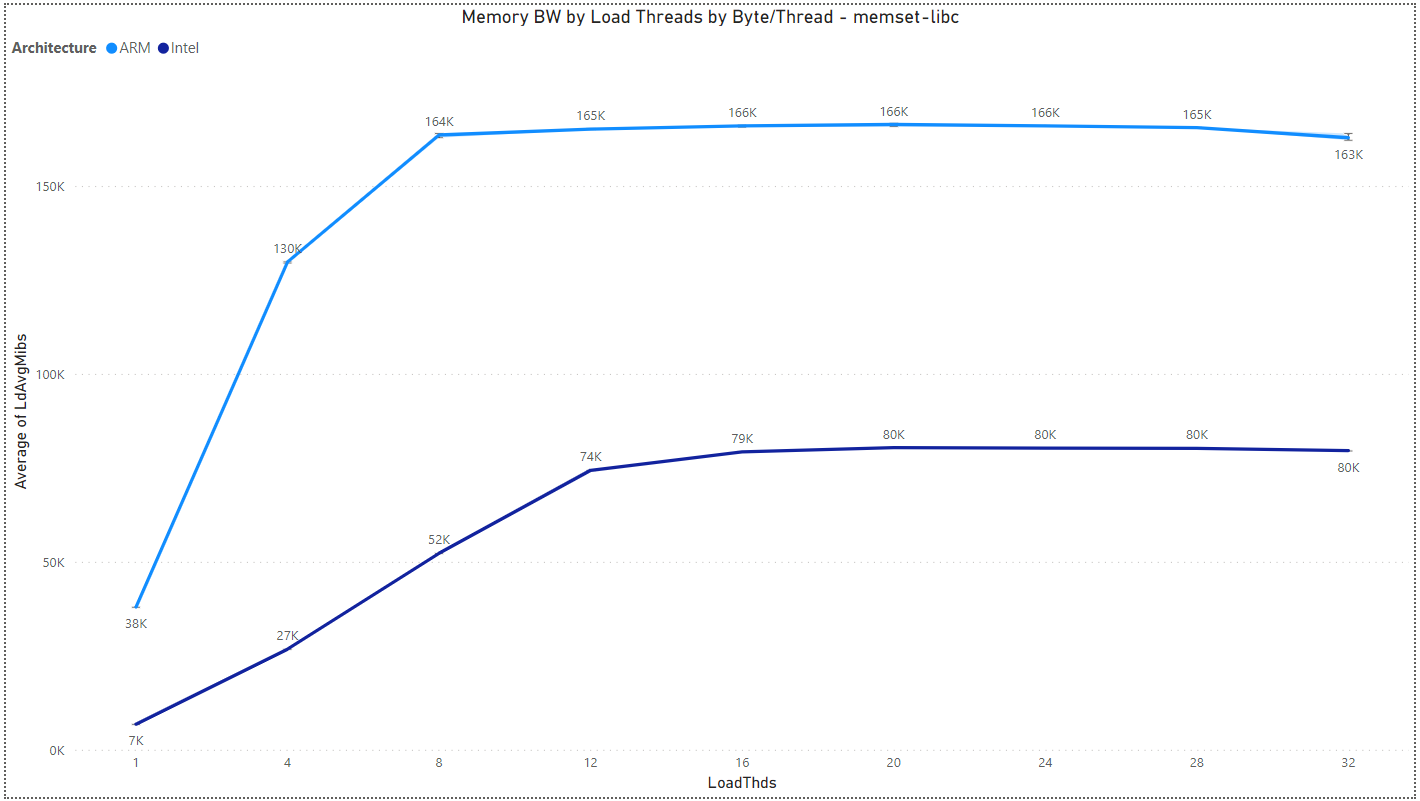 Memory BW by Load Threads by Byte/Thread - memset-libc
Architecture ARM Intel
164K 165K 166K 166K 166K 165K 163K
150K
130K
Average of LdAvgMibs
100K
74K 79K 80K 80K 80K 80K
50K
52K
38K
27K
7K
0K
1 4 8 12 16 20 24 28 32
LoadThds